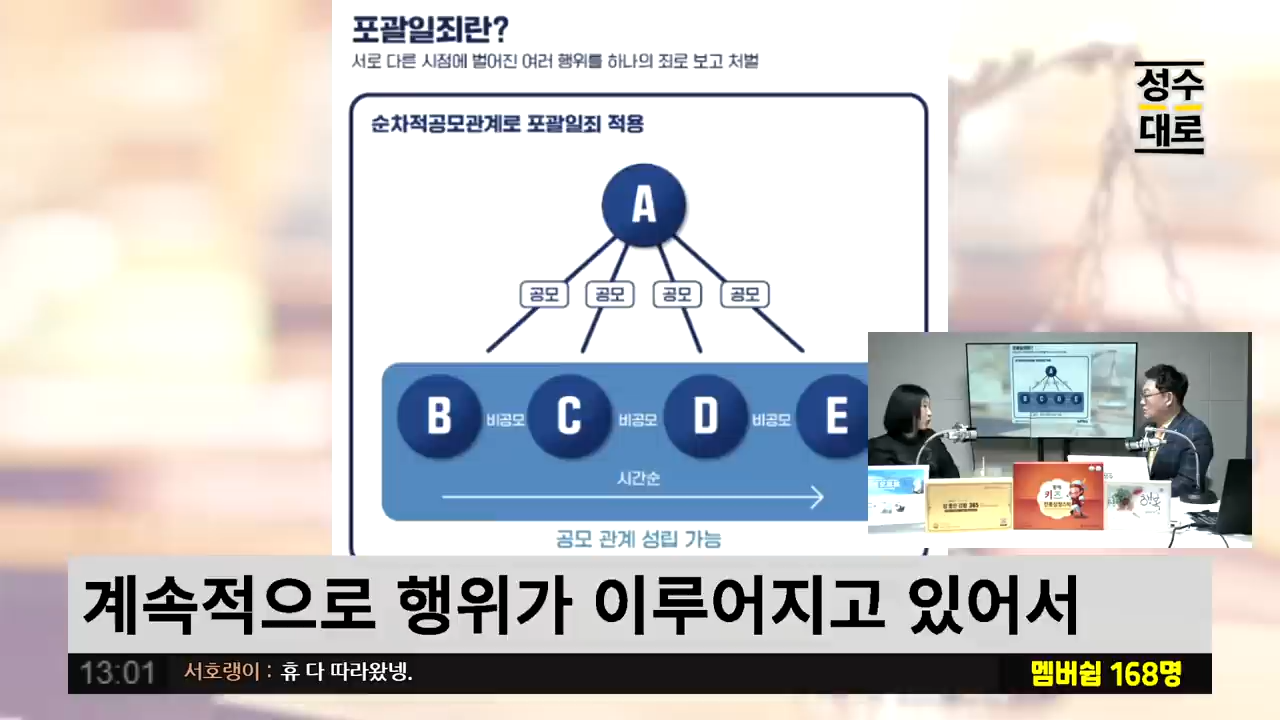 포괄일죄란?
서로 다른 시점에 벌어진 여러 행위를 하나의 죄로 보고 처벌
성수
대로
순차적공모관계로 포괄일죄 적용
A
공모 공모 공모 공모
B 비공모 C 비공모 D 비공모 E
시간순
공모 관계 성립 가능
키즈
계속적으로 행위가 이루어지고 있어서
13:01 서호랭이 : 휴 다 따라왔넹. 멤버쉽 168명